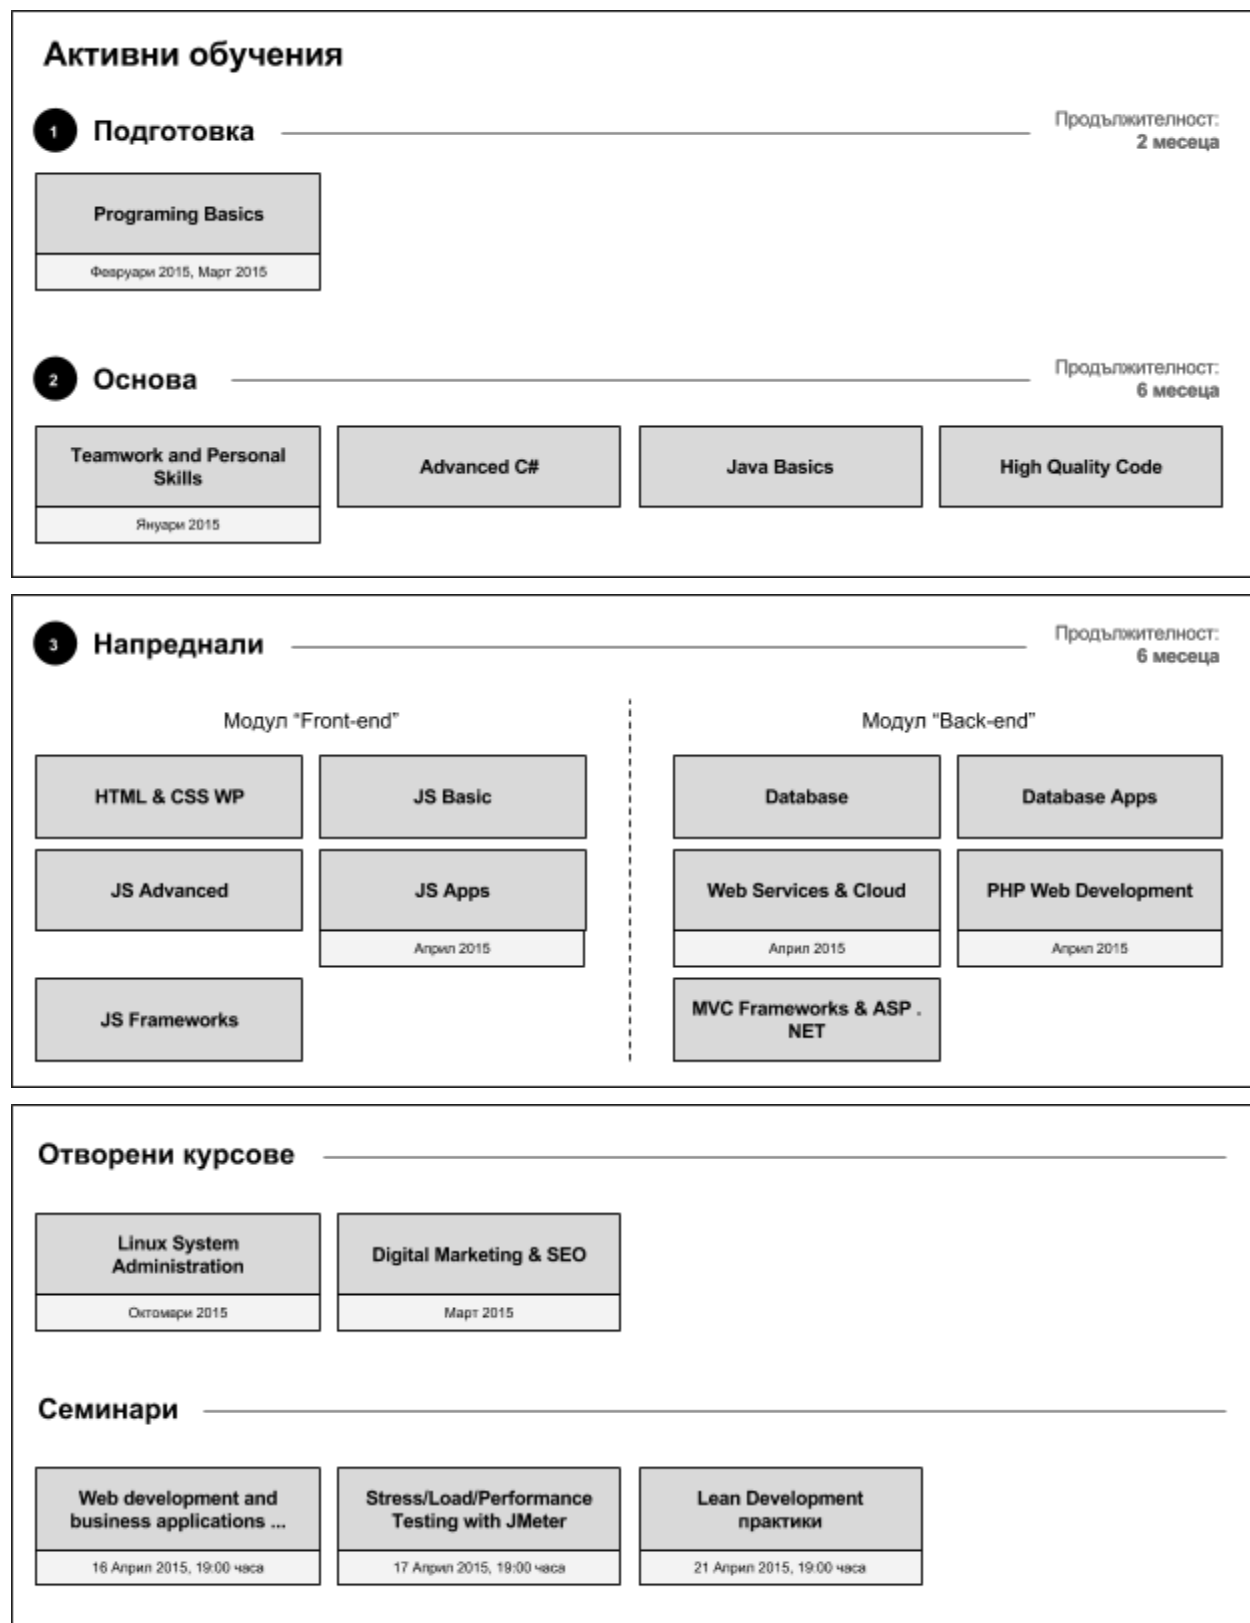 Активни обучения
1 Подготовка
Продължителност:
2 месеца
Programing Basics
Февруари 2015, Март 2015
2 Основа
Продължителност:
6 месеца
Teamwork and Personal
Skills
Януари 2015
Advanced C#
Java Basics
High Quality Code
3 Напреднали
Продължителност:
6 месеца
Модул “Front-end”
HTML & CSS WP
JS Basic
JS Advanced
JS Apps
Април 2015
JS Frameworks
Модул “Back-end”
Database
Database Apps
Web Services & Cloud
Април 2015
PHP Web Development
Април 2015
MVC Frameworks & ASP .
NET
Отворени курсове
Linux System
Administration
Октомври 2015
Digital Marketing & SEO
Март 2015
Семинари
Web development and
business applications ...
16 Април 2015, 19:00 часа
Stress/Load/Performance
Testing with JMeter
17 Април 2015, 19:00 часа
Lean Development
практики
21 Април 2015, 19:00 часа